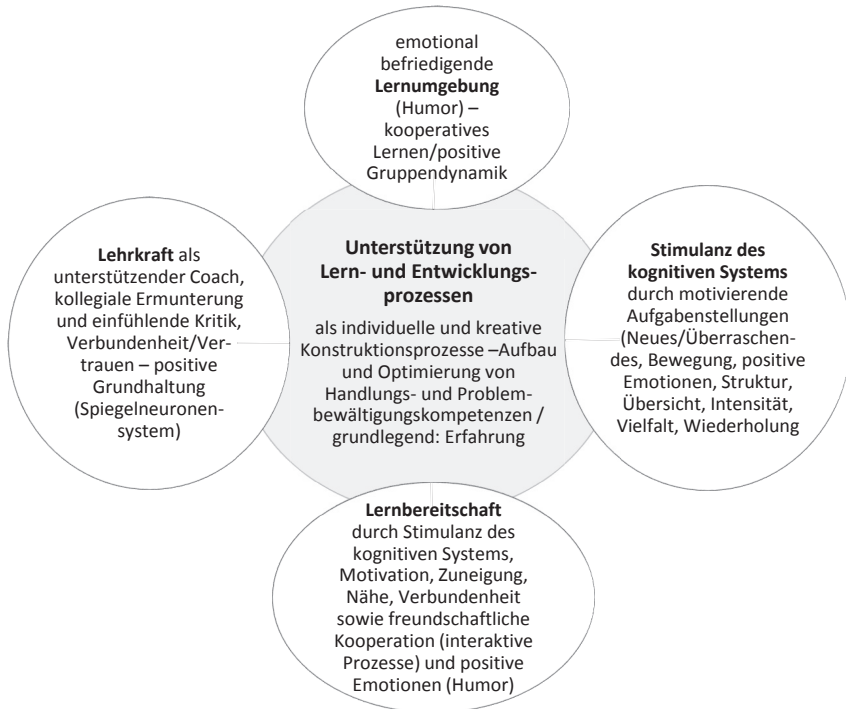 emotional
befriedigende
Lernumgebung
(Humor) –
kooperatives
Lernen/positive
Gruppendynamik
Lehrkraft als
unterstützender Coach,
kollegiale Ermunterung
und einfühlende Kritik,
Verbundenheit/Ver-
trauen – positive
Grundhaltung
(Spiegelneuronen-
system)
Unterstützung von
Lern- und Entwicklungs-
prozessen
als individuelle und kreative
Konstruktionsprozesse –Aufbau
und Optimierung von
Handlungs- und Problem-
bewältigungskompetenzen /
grundlegend: Erfahrung
Stimulanz des
kognitiven Systems
durch motivierende
Aufgabenstellungen
(Neues/Überraschen-
des, Bewegung, positive
Emotionen, Struktur,
Übersicht, Intensität,
Vielfalt, Wiederholung
Lernbereitschaft
durch Stimulanz des
kognitiven Systems,
Motivation, Zuneigung,
Nähe, Verbundenheit
sowie freundschaftliche
Kooperation (interaktive
Prozesse) und positive
Emotionen (Humor)